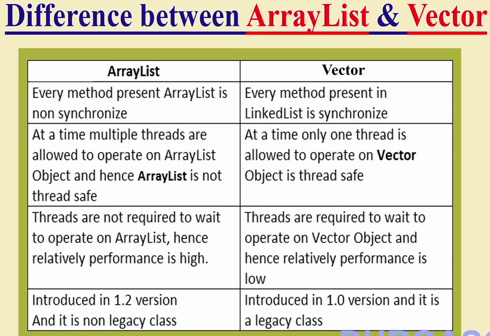 Difference between ArrayList & Vector
ArrayList
Every method present ArrayList is
non synchronize
At a time multiple threads are
allowed to operate on ArrayList
Object and hence ArrayList is not
thread safe
Threads are not required to wait
to operate on ArrayList, hence
relatively performance is high.
Introduced in 1.2 version
And it is non legacy class
Vector
Every method present in
LinkedList is synchronize
At a time only one thread is
allowed to operate on Vector
Object is thread safe
Threads are required to wait to
operate on Vector Object and
hence relatively performance is
low
Introduced in 1.0 version and it is
a legacy class